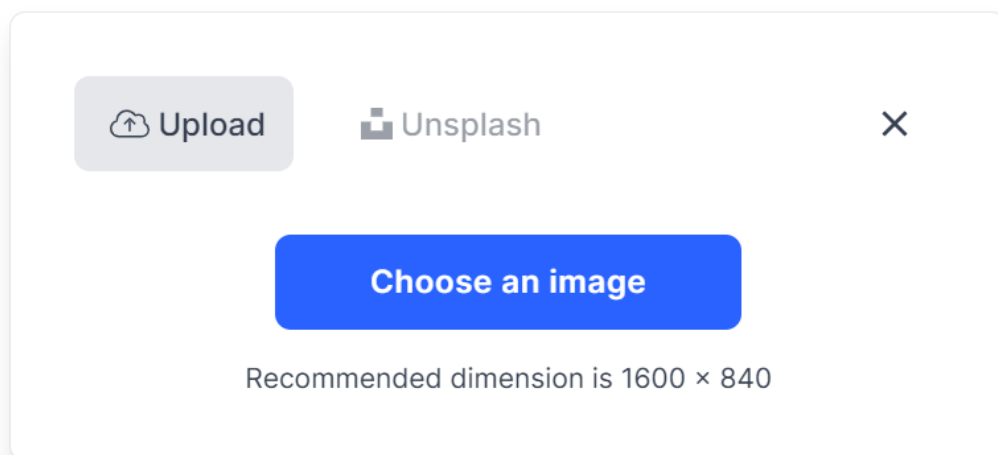 Upload Unsplash
Choose an image
Recommended dimension is 1600 × 840